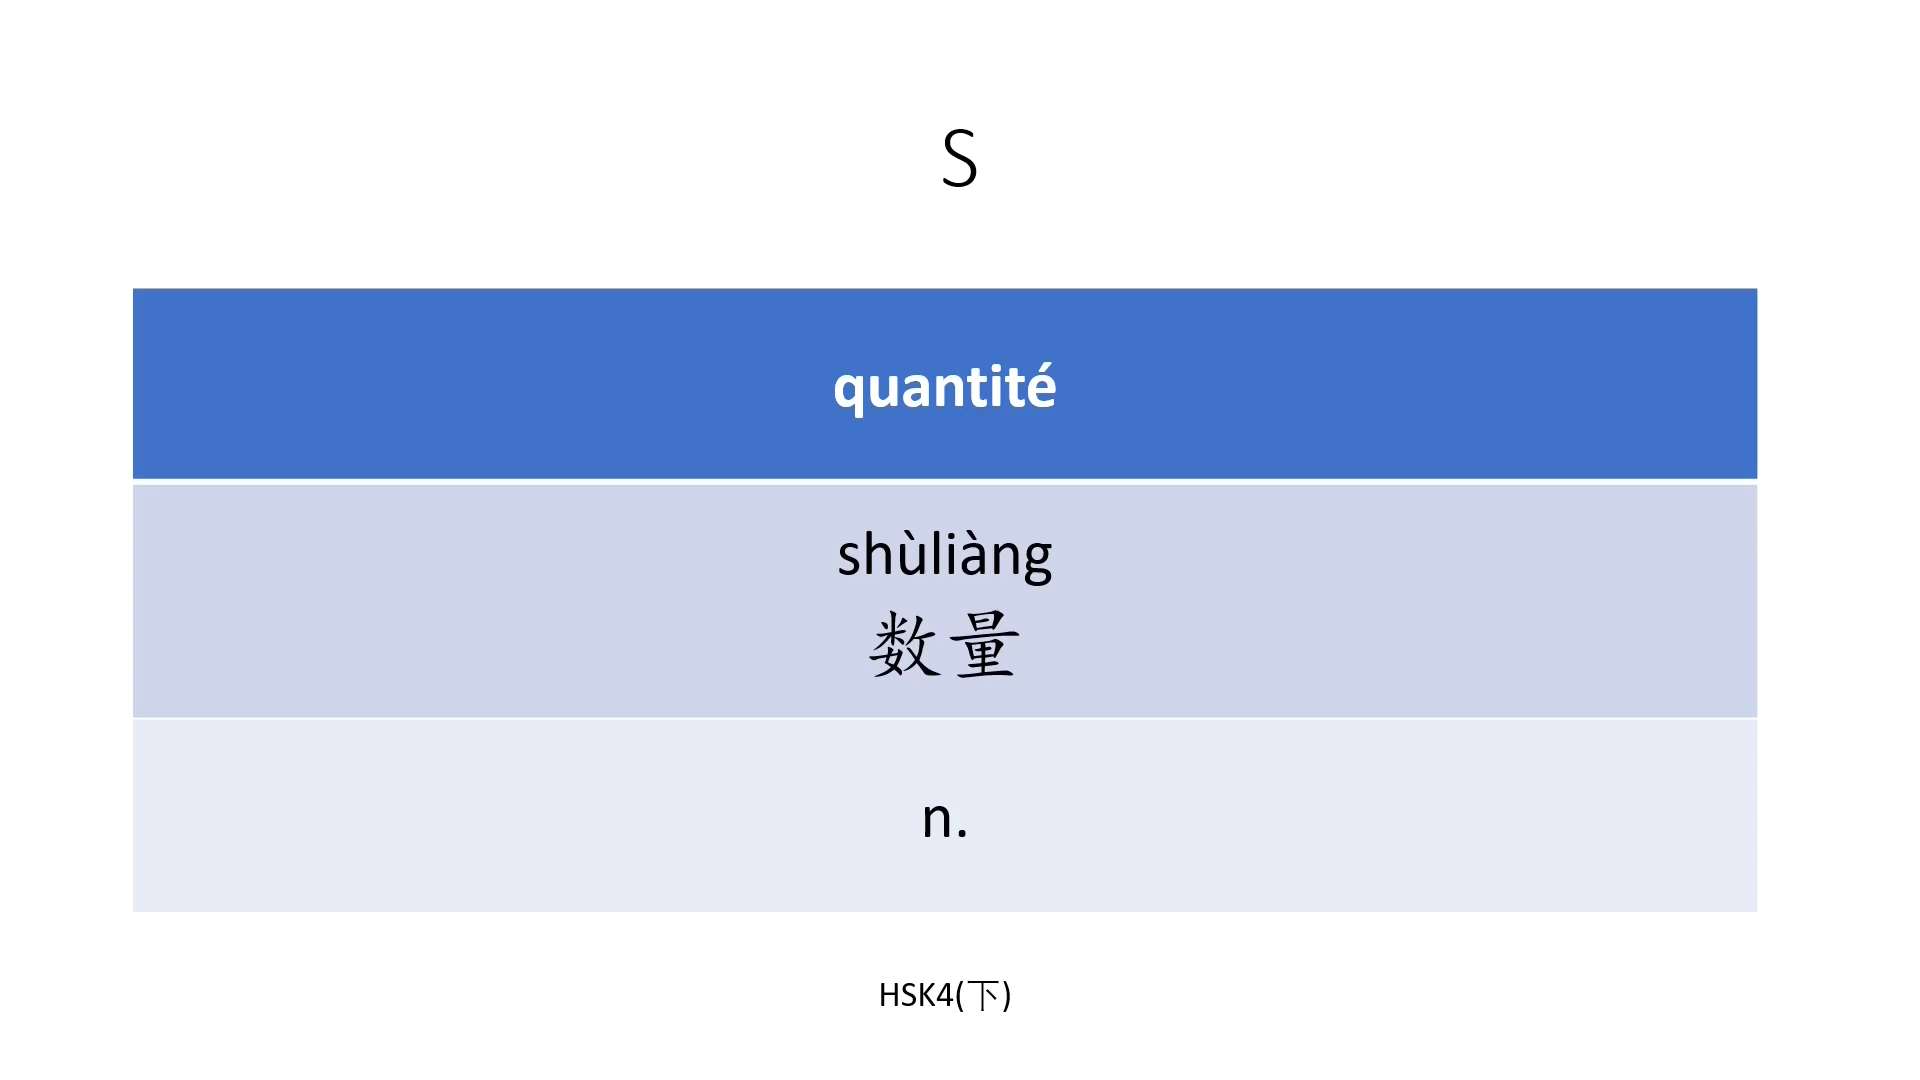 S
quantité
shùliàng
数量
n.
HSK4(下)